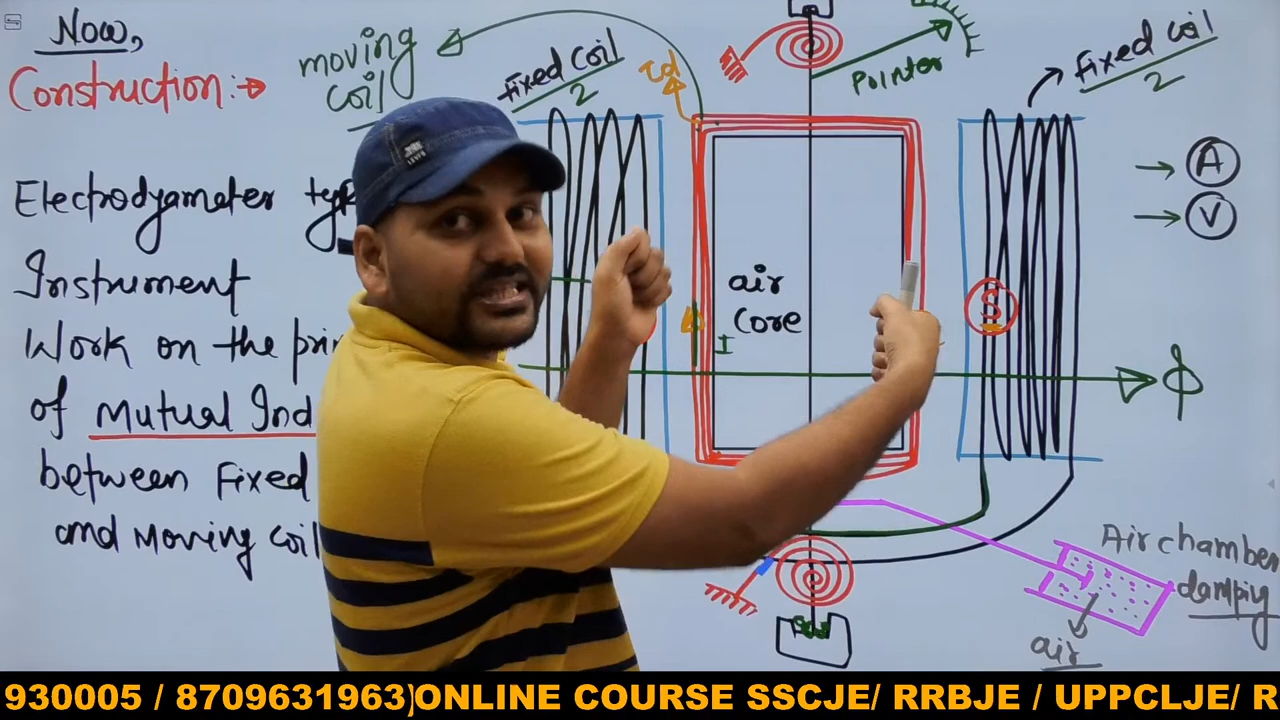 Now,
Construction:→
moving
coil
Fixed coil
2
τd
Pointer
Fixed coil
2
A
V
Electrodyameter
Instrument
Work on the
of Mutual Ind
between Fixed
and Moving coil
air
core
I
S
ϕ
Air chamber
damping
air
930005 / 8709631963)ONLINE COURSE SSCJE/ RRBJE / UPPCLJE/ R